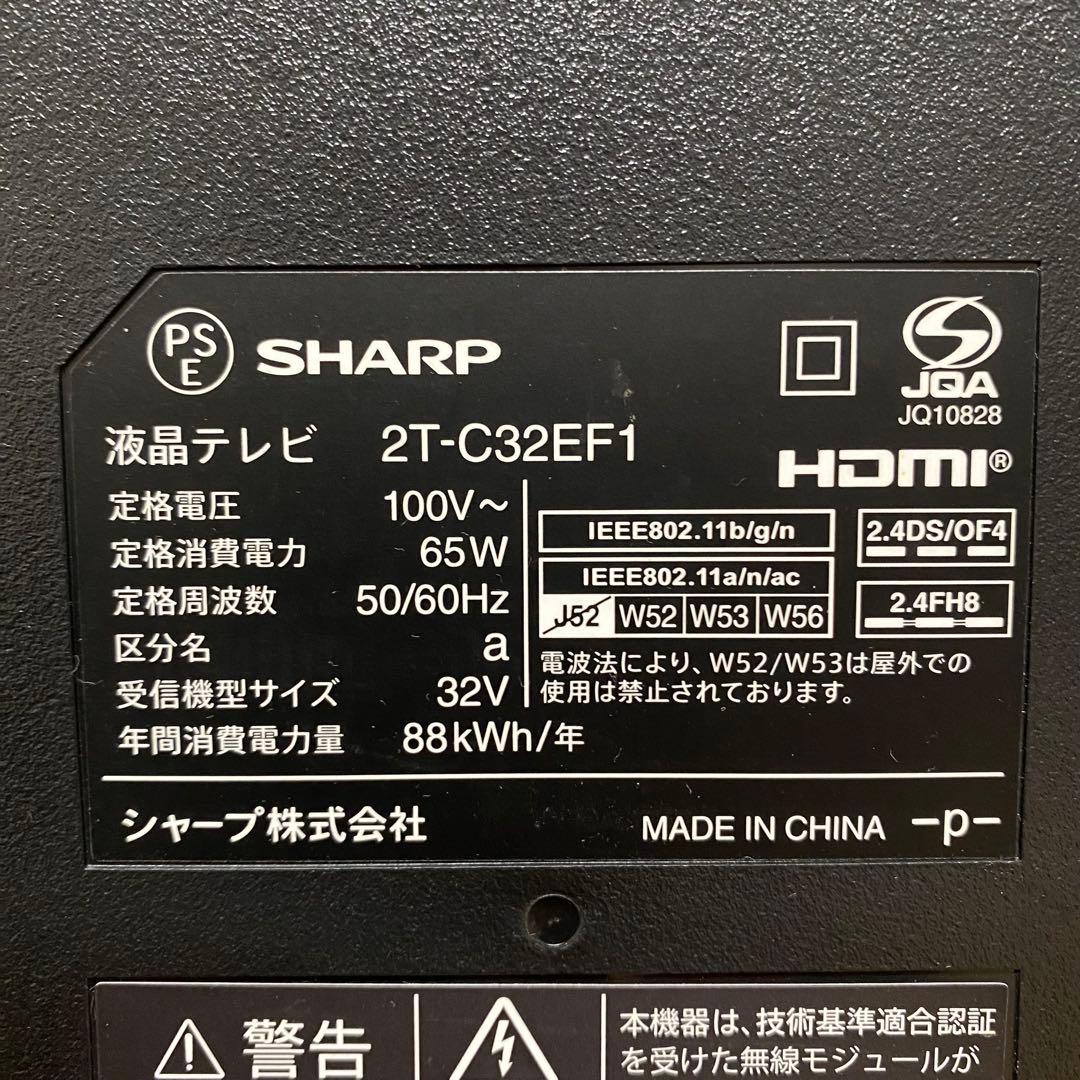 PSE SHARP
JQA
JQ10828
液晶テレビ 2T-C32EF1
HDMI®
定格電圧 100V～
定格消費電力 65W
定格周波数 50/60Hz
区分名 a
受信機型サイズ 32V
年間消費電力量 88kWh/年
IEEE802.11b/g/n
IEEE802.11a/n/ac
J52 W52 W53 W56
2.4DS/OF4
2.4FH8
電波法により、W52/W53は屋外での
使用は禁止されております。
シャープ株式会社 MADE IN CHINA -p-
警告
本機器は、技術基準適合認証
を受けた無線モジュールが